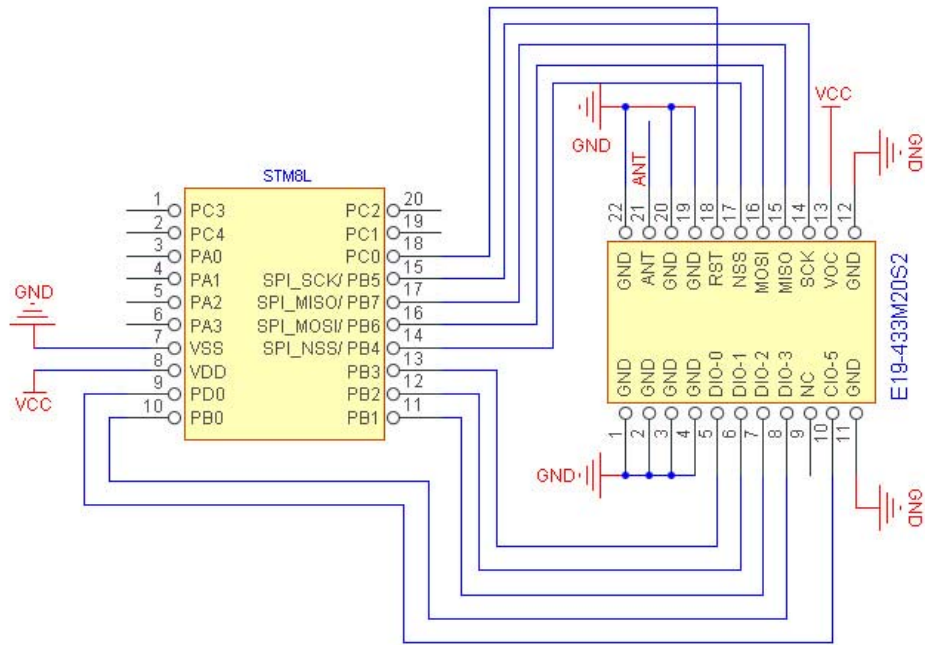 STM8L
1 PC3
2 PC4
3 PA0
4 PA1
5 PA2
6 PA3
7 VSS
8 VDD
9 PD0
10 PB0
PC2 20
PC1 19
PC0 18
SPI_SCK/ PB5 15
SPI_MISO/ PB7 17
SPI_MOSI/ PB6 16
SPI_NSS/ PB4 14
PB3 13
PB2 12
PB1 11
GND
VCC
GND
ANT
VCC
GND
22 21 20 19 18 17 16 15 14 13 12
GND ANT GND GND RST NSS MOSI MISO SCK VOC GND
GND GND GND GND DIO-0 DIO-1 DIO-2 DIO-3 NC CIO-5 GND
1 2 3 4 5 6 7 8 9 10 11
E19-433M20S2
GND
GND